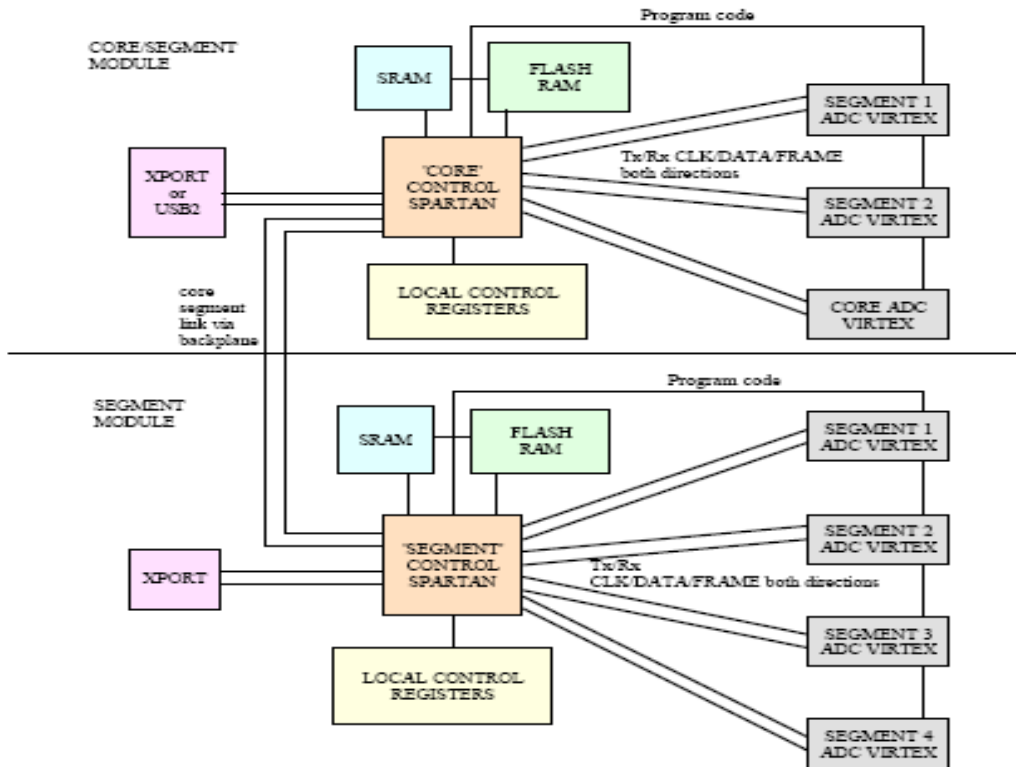 Program code
CORE/SEGMENT
MODULE
SRAM
FLASH
RAM
SEGMENT 1
ADC VIRTEX
XPORT
or
USB2
'CORE'
CONTROL
SPARTAN
Tx/Rx CLK/DATA/FRAME
both directions
SEGMENT 2
ADC VIRTEX
LOCAL CONTROL
REGISTERS
CORE ADC
VIRTEX
core
segment
link via
backplane
Program code
SEGMENT
MODULE
SRAM
FLASH
RAM
SEGMENT 1
ADC VIRTEX
XPORT
'SEGMENT'
CONTROL
SPARTAN
Tx/Rx
CLK/DATA/FRAME both directions
SEGMENT 2
ADC VIRTEX
SEGMENT 3
ADC VIRTEX
LOCAL CONTROL
REGISTERS
SEGMENT 4
ADC VIRTEX